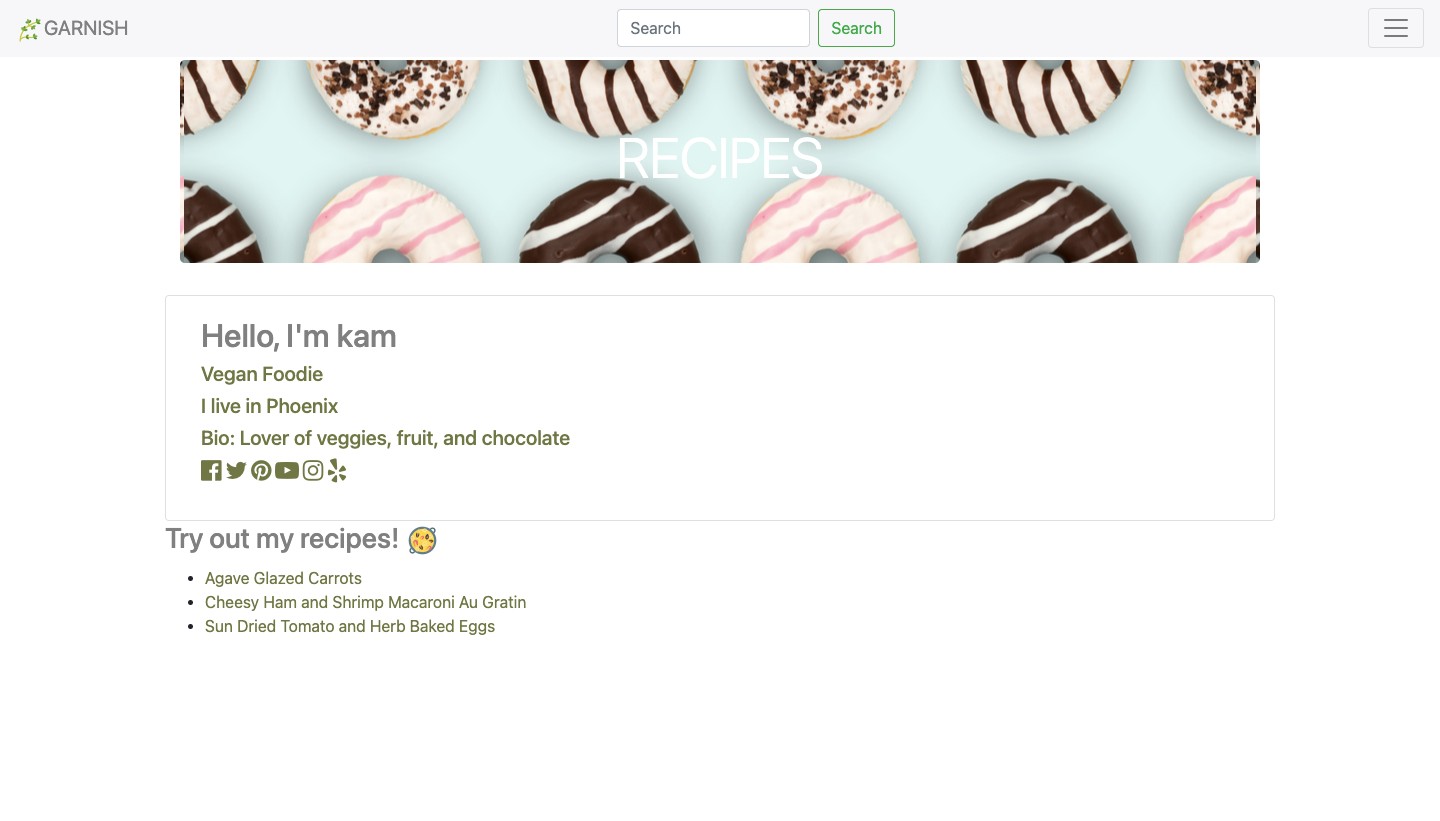 GARNISH
Search
Search
RECIPES
Hello, I'm kam
Vegan Foodie
I live in Phoenix
Bio: Lover of veggies, fruit, and chocolate
Try out my recipes!
Agave Glazed Carrots
Cheesy Ham and Shrimp Macaroni Au Gratin
Sun Dried Tomato and Herb Baked Eggs